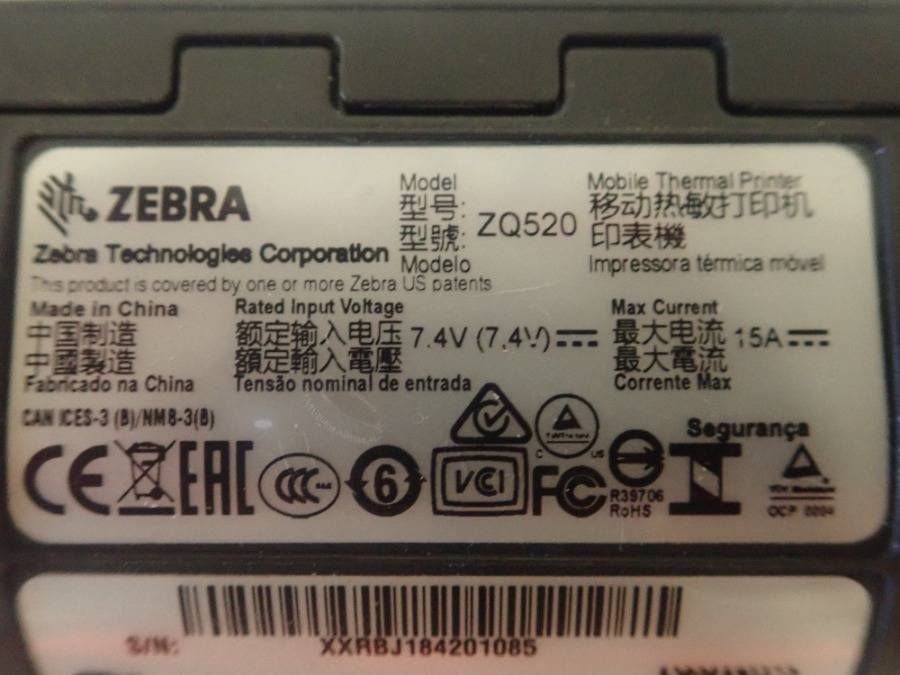 ZEBRA
Zebra Technologies Corporation
This product is covered by one or more Zebra US patents
Model
型号:
型號:
Modelo
ZQ520
Mobile Thermal Printer
移动热敏打印机
印表機
Impressora térmica móvel
Made in China
中国制造
中國製造
Fabricado na China
Rated Input Voltage
额定输入电压
額定輸入電壓
Tensão nominal de entrada
7.4V (7.4V)
Max Current
最大电流
最大電流
Corrente Max
15A
CAN ICES-3 (B)/NMB-3(B)
CE
EAC
CCC
6
VCI
C US
FC
R39706
RoHS
Segurança
OCP 0004
S/N:
XXRBJ184201085